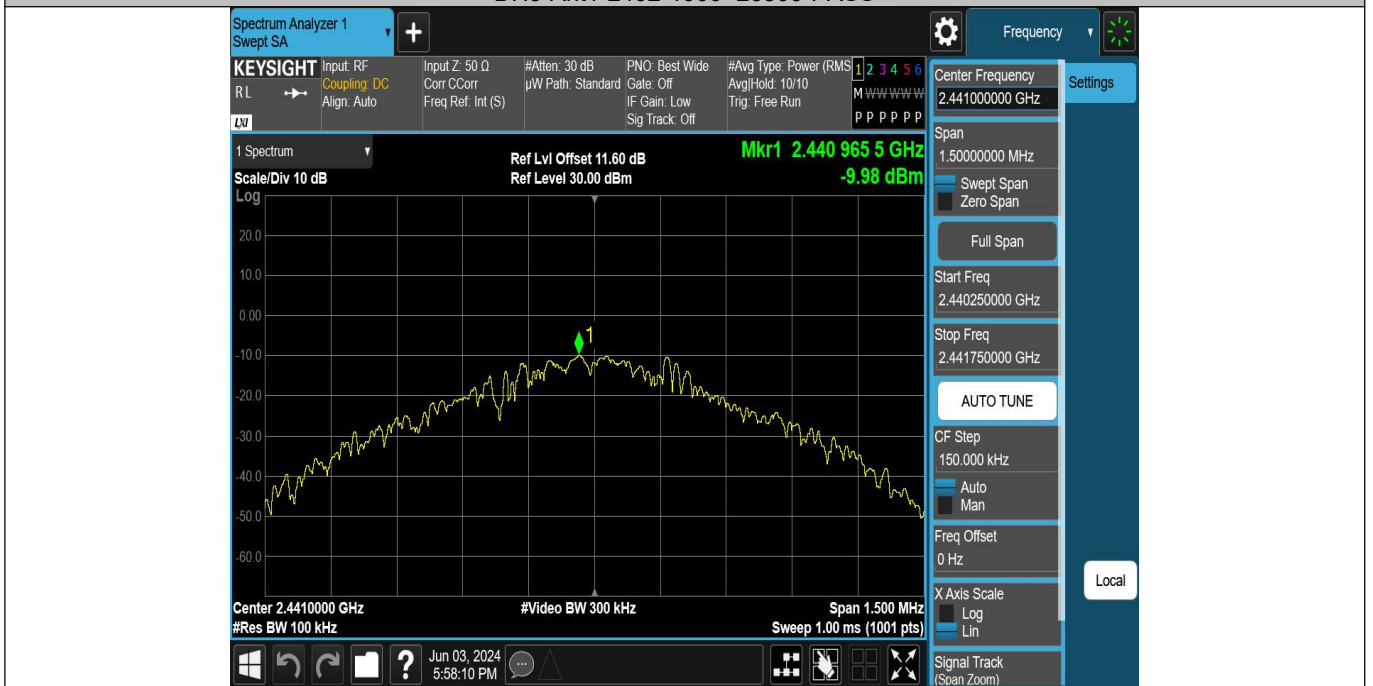 Spectrum Analyzer 1
Swept SA
+
Frequency
KEYSIGHT
RL
LXI
Input: RF
Coupling: DC
Align: Auto
Input Z: 50 Ω
Corr CCorr
Freq Ref: Int (S)
#Atten: 30 dB
µW Path: Standard
PNO: Best Wide
Gate: Off
IF Gain: Low
Sig Track: Off
#Avg Type: Power (RMS
Avg|Hold: 10/10
Trig: Free Run
1 2 3 4 5 6
M W W W W W
P P P P P P
1 Spectrum
Scale/Div 10 dB
Log
Ref Lvl Offset 11.60 dB
Ref Level 30.00 dBm
Mkr1 2.440 965 5 GHz
-9.98 dBm
20.0
10.0
0.00
-10.0
-20.0
-30.0
-40.0
-50.0
-60.0
1
Center 2.4410000 GHz
#Res BW 100 kHz
#Video BW 300 kHz
Span 1.500 MHz
Sweep 1.00 ms (1001 pts)
Center Frequency
2.441000000 GHz
Settings
Span
1.50000000 MHz
Swept Span
Zero Span
Full Span
Start Freq
2.440250000 GHz
Stop Freq
2.441750000 GHz
AUTO TUNE
CF Step
150.000 kHz
Auto
Man
Freq Offset
0 Hz
X Axis Scale
Log
Lin
Local
Signal Track
(Span Zoom)
?
Jun 03, 2024
5:58:10 PM